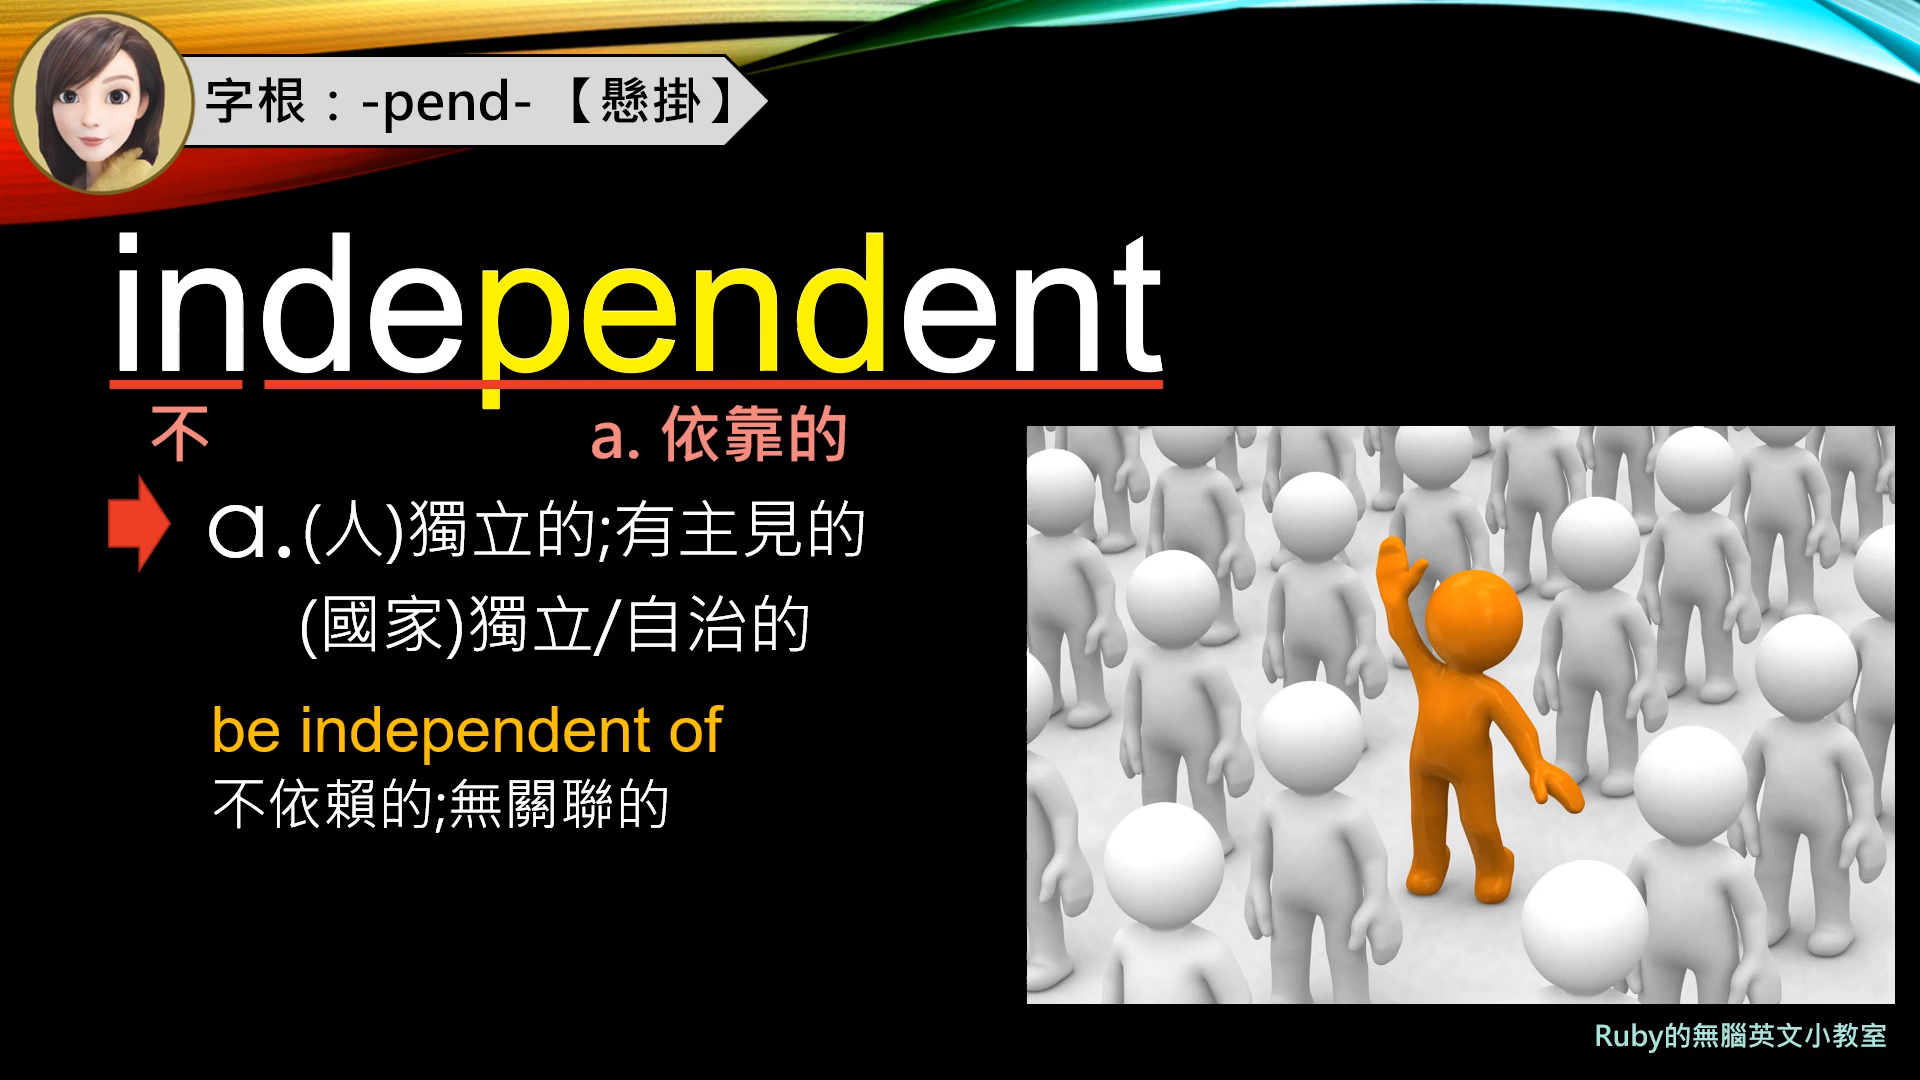 字根：-pend-【懸掛】
independent
不 a. 依靠的
a.(人)獨立的;有主見的
(國家)獨立/自治的
be independent of
不依賴的;無關聯的
Ruby的無腦英文小教室